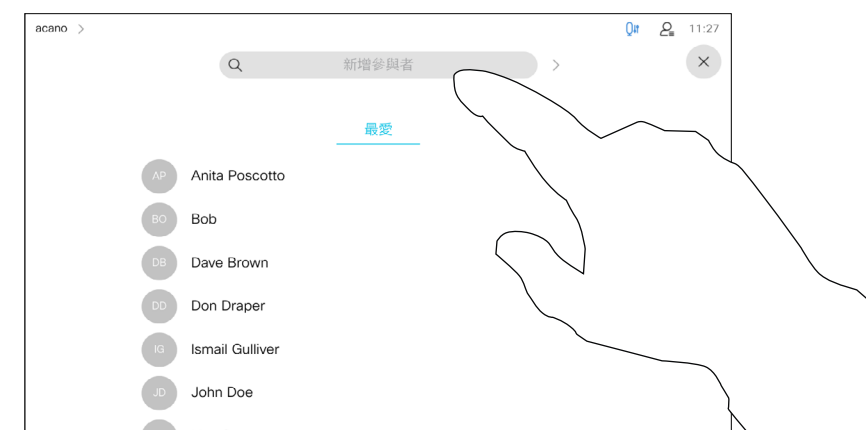 acano > 11:27
新增參與者
最愛
AP Anita Poscotto
BO Bob
DB Dave Brown
DD Don Draper
IG Ismail Gulliver
JD John Doe